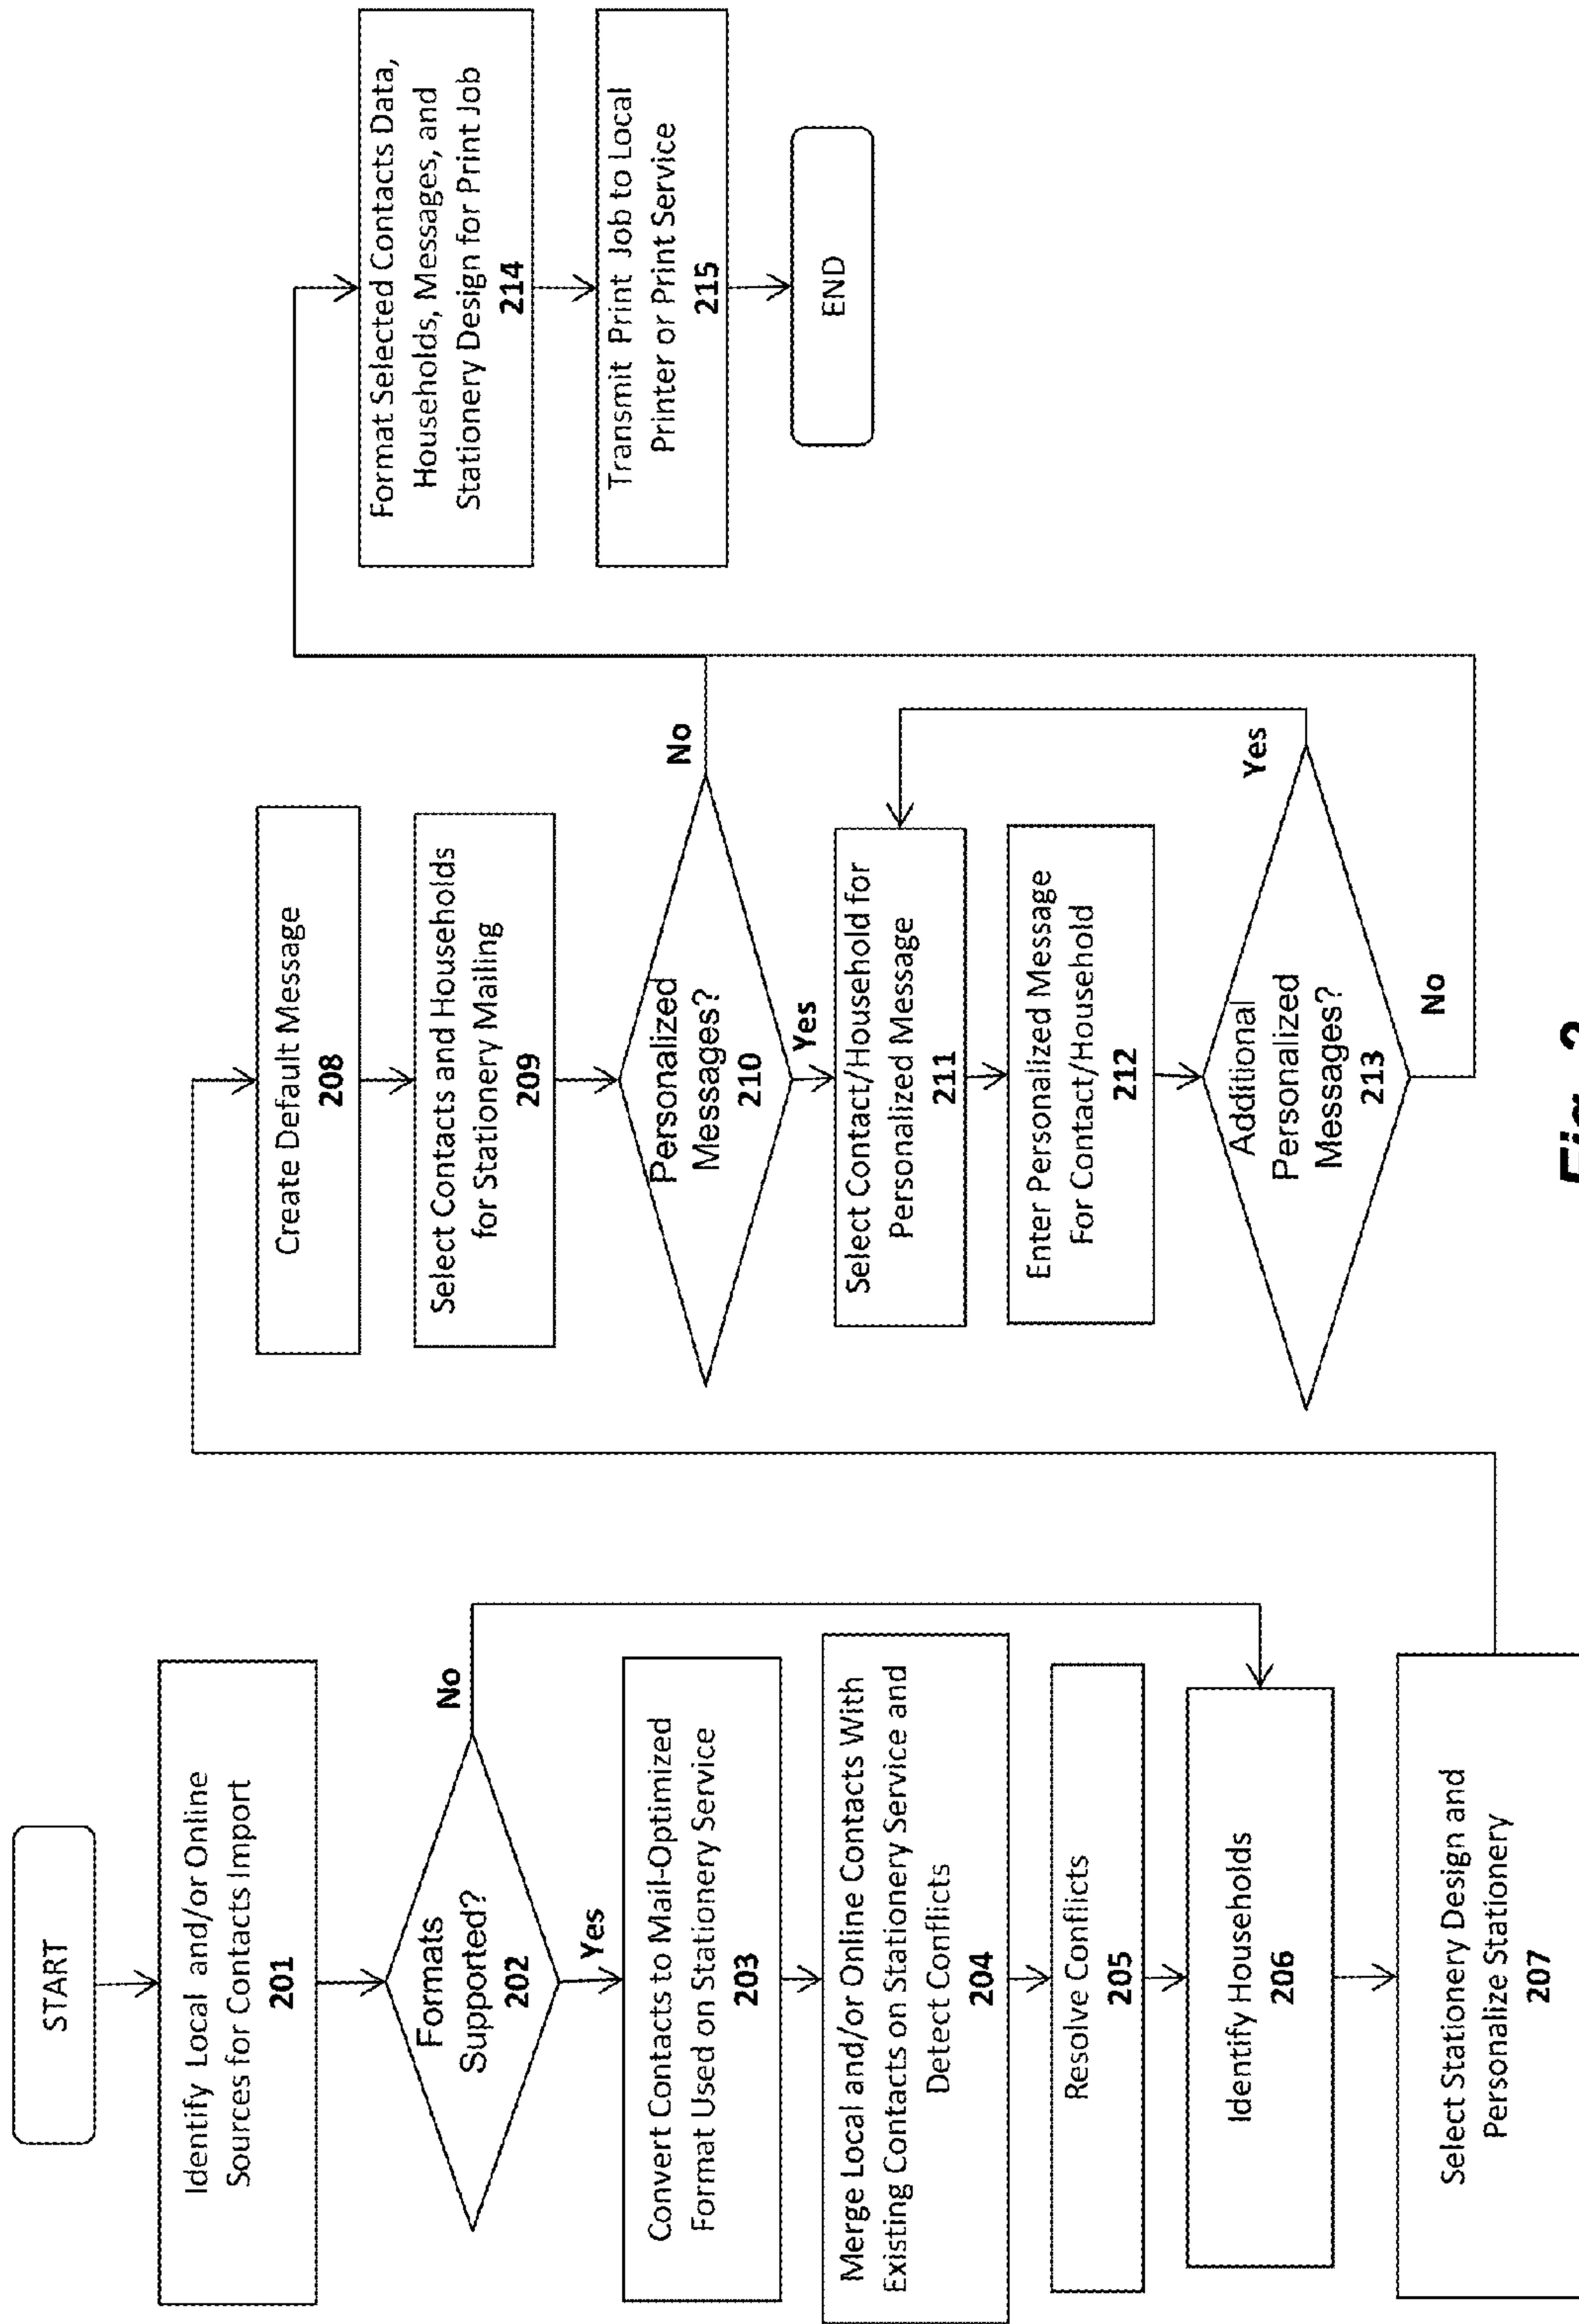 START
Identify Local and/or Online
Sources for Contacts Import
201
Formats
Supported?
202
No
Yes
Convert Contacts to Mail-Optimized
Format Used on Stationery Service
203
Merge Local and/or Online Contacts With
Existing Contacts on Stationery Service and
Detect Conflicts
204
Resolve Conflicts
205
Identify Households
206
Select Stationery Design and
Personalize Stationery
207
Create Default Message
208
Select Contacts and Households
for Stationery Mailing
209
Personalized
Messages?
210
No
Yes
Select Contact/Household for
Personalized Message
211
Enter Personalized Message
For Contact/Household
212
Additional
Personalized
Messages?
213
Yes
No
Format Selected Contacts Data,
Households, Messages, and
Stationery Design for Print Job
214
Transmit Print Job to Local
Printer or Print Service
215
END
Fig. 2